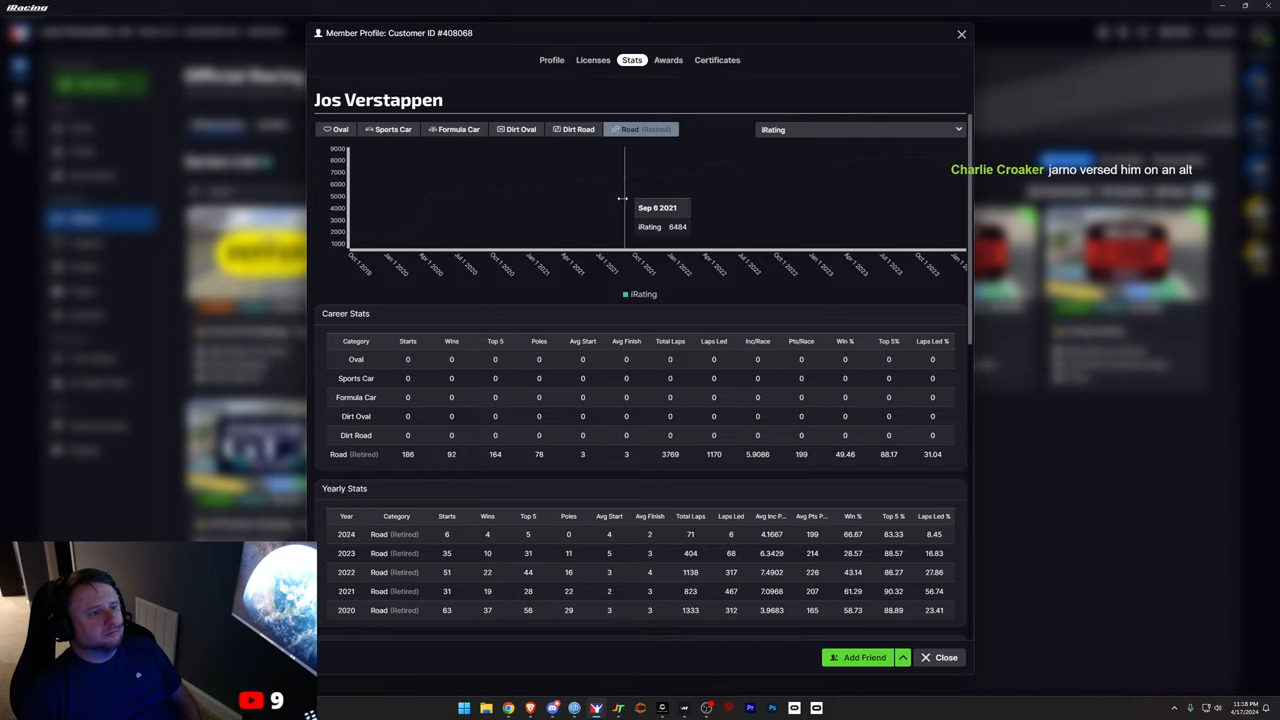 iRacing
Member Profile: Customer ID #408068
Profile Licenses Stats Awards Certificates
Jos Verstappen
Oval Sports Car Formula Car Dirt Oval Dirt Road Road (Retired) iRating
9000
8000
7000
6000
5000
4000
3000
2000
1000
Sep 6 2021
iRating 6484
Oct 1 2019 Jan 1 2020 Apr 1 2020 Jul 1 2020 Oct 1 2020 Jan 1 2021 Apr 1 2021 Jul 1 2021 Oct 1 2021 Jan 1 2022 Apr 1 2022 Jul 1 2022 Oct 1 2022 Jan 1 2023 Apr 1 2023 Jul 1 2023 Oct 1 2023
iRating
Charlie Croaker jarno versed him on an alt
Career Stats
Category Starts Wins Top 5 Poles Avg Start Avg Finish Total Laps Laps Led Inc/Race Pts/Race Win % Top 5% Laps Led %
Oval 0 0 0 0 0 0 0 0 0 0 0 0 0
Sports Car 0 0 0 0 0 0 0 0 0 0 0 0 0
Formula Car 0 0 0 0 0 0 0 0 0 0 0 0 0
Dirt Oval 0 0 0 0 0 0 0 0 0 0 0 0 0
Dirt Road 0 0 0 0 0 0 0 0 0 0 0 0 0
Road (Retired) 186 92 164 78 3 3 3769 1170 5.9086 199 49.46 88.17 31.04
Yearly Stats
Year Category Starts Wins Top 5 Poles Avg Start Avg Finish Total Laps Laps Led Avg Inc P... Avg Pts P... Win % Top 5 % Laps Led %
2024 Road (Retired) 6 4 5 0 4 2 71 6 4.1667 199 66.67 83.33 8.45
2023 Road (Retired) 35 10 31 11 5 3 404 68 6.3429 214 28.57 88.57 16.83
2022 Road (Retired) 51 22 44 16 3 4 1138 317 7.4902 226 43.14 86.27 27.86
2021 Road (Retired) 31 19 28 22 2 3 823 467 7.0968 207 61.29 90.32 56.74
2020 Road (Retired) 63 37 56 29 3 3 1333 312 3.9683 165 58.73 88.89 23.41
Add Friend Close
9
11:18 PM
4/17/2024